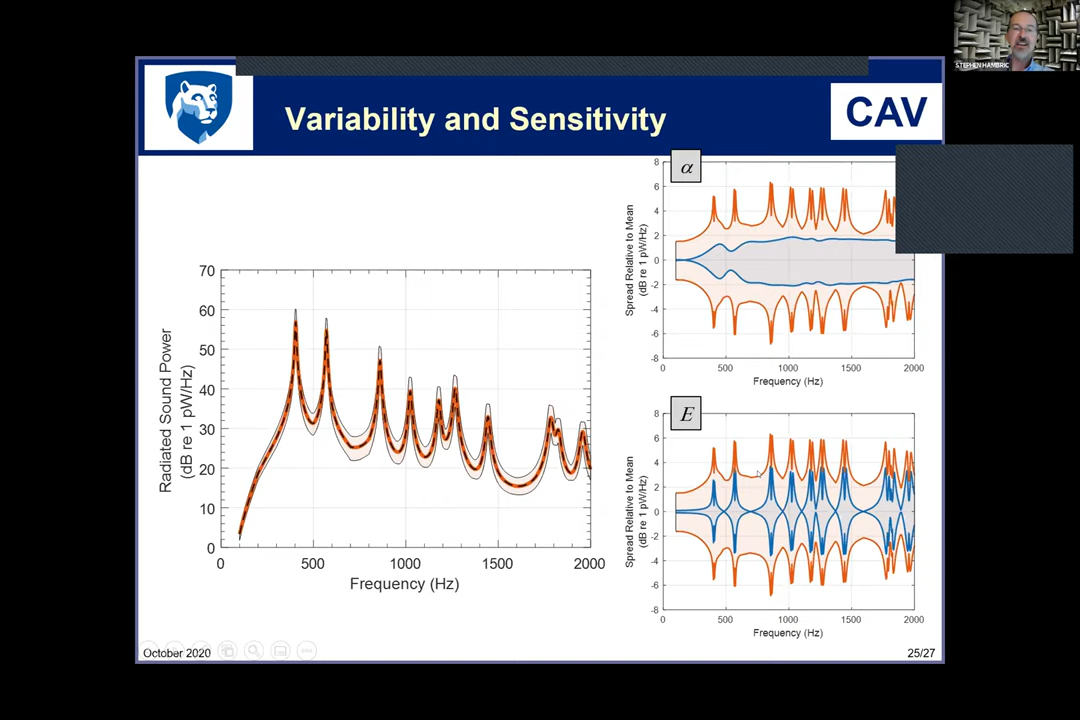 STEPHEN HAMBRIC
Variability and Sensitivity
CAV
70
60
50
40
30
20
10
0
0 500 1000 1500 2000
Radiated Sound Power
(dB re 1 pW/Hz)
Frequency (Hz)
α
8
6
4
2
0
-2
-4
-6
-8
0 500 1000 1500 2000
Spread Relative to Mean
(dB re 1 pW/Hz)
Frequency (Hz)
E
8
6
4
2
0
-2
-4
-6
-8
0 500 1000 1500 2000
Spread Relative to Mean
(dB re 1 pW/Hz)
Frequency (Hz)
October 2020
25/27